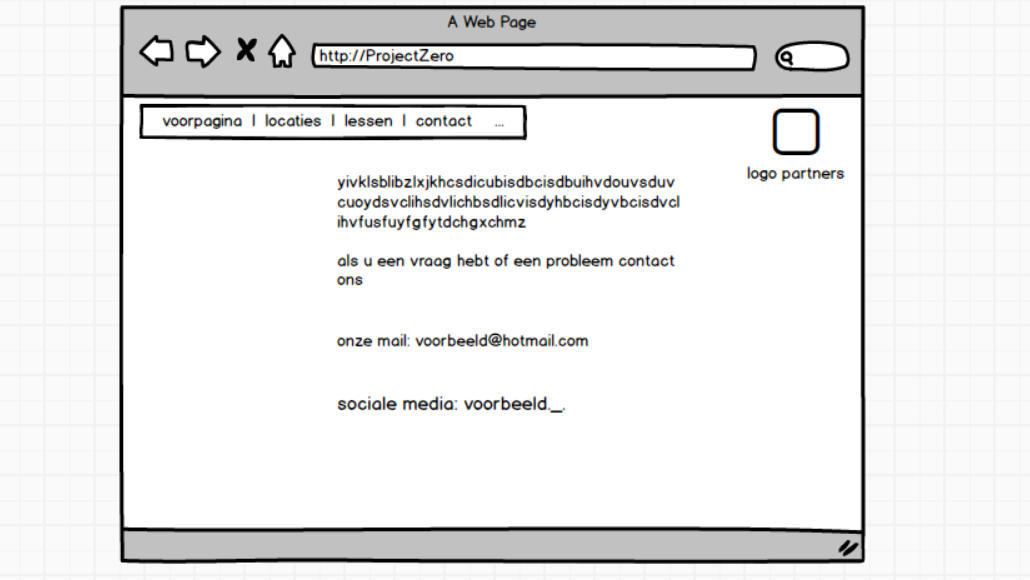 A Web Page
http://ProjectZero
voorpagina | locaties | lessen | contact ...
logo partners
yivklsblibzlxjkhcsdicubisdbcisdbuihvdouvsduv
cuoydsvclihsdvlichbsdlicvisdyhbcisdyvbcisdvcl
ihvfusfuyfgfytdchgxchmz
als u een vraag hebt of een probleem contact
ons
onze mail: voorbeeld@hotmail.com
sociale media: voorbeeld._.